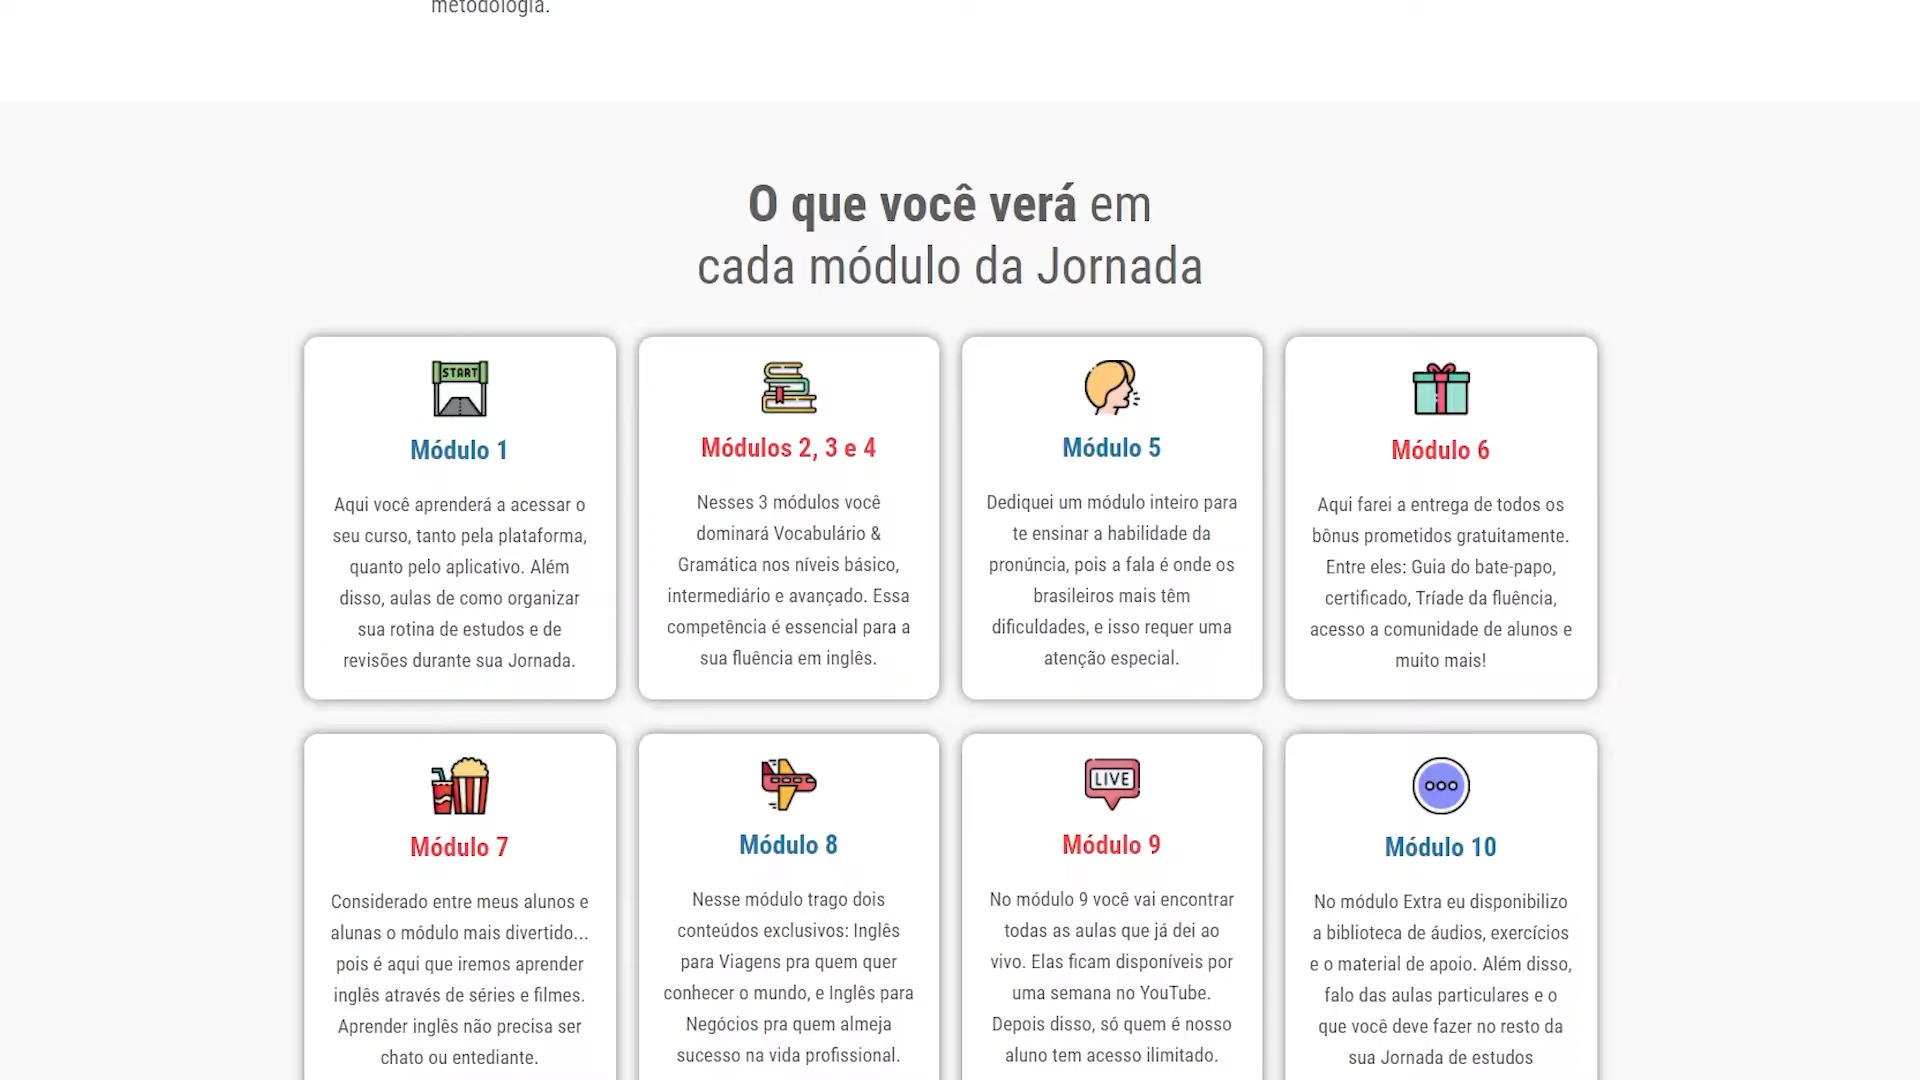 metodologia.
O que você verá em
cada módulo da Jornada
START
Módulo 1
Aqui você aprenderá a acessar o
seu curso, tanto pela plataforma,
quanto pelo aplicativo. Além
disso, aulas de como organizar
sua rotina de estudos e de
revisões durante sua Jornada.
Módulos 2, 3 e 4
Nesses 3 módulos você
dominará Vocabulário &
Gramática nos níveis básico,
intermediário e avançado. Essa
competência é essencial para a
sua fluência em inglês.
Módulo 5
Dediquei um módulo inteiro para
te ensinar a habilidade da
pronúncia, pois a fala é onde os
brasileiros mais têm
dificuldades, e isso requer uma
atenção especial.
Módulo 6
Aqui farei a entrega de todos os
bônus prometidos gratuitamente.
Entre eles: Guia do bate-papo,
certificado, Tríade da fluência,
acesso a comunidade de alunos e
muito mais!
Módulo 7
Considerado entre meus alunos e
alunas o módulo mais divertido...
pois é aqui que iremos aprender
inglês através de séries e filmes.
Aprender inglês não precisa ser
chato ou entediante.
Módulo 8
Nesse módulo trago dois
conteúdos exclusivos: Inglês
para Viagens pra quem quer
conhecer o mundo, e Inglês para
Negócios pra quem almeja
sucesso na vida profissional.
LIVE
Módulo 9
No módulo 9 você vai encontrar
todas as aulas que já dei ao
vivo. Elas ficam disponíveis por
uma semana no YouTube.
Depois disso, só quem é nosso
aluno tem acesso ilimitado.
Módulo 10
No módulo Extra eu disponibilizo
a biblioteca de áudios, exercícios
e o material de apoio. Além disso,
falo das aulas particulares e o
que você deve fazer no resto da
sua Jornada de estudos